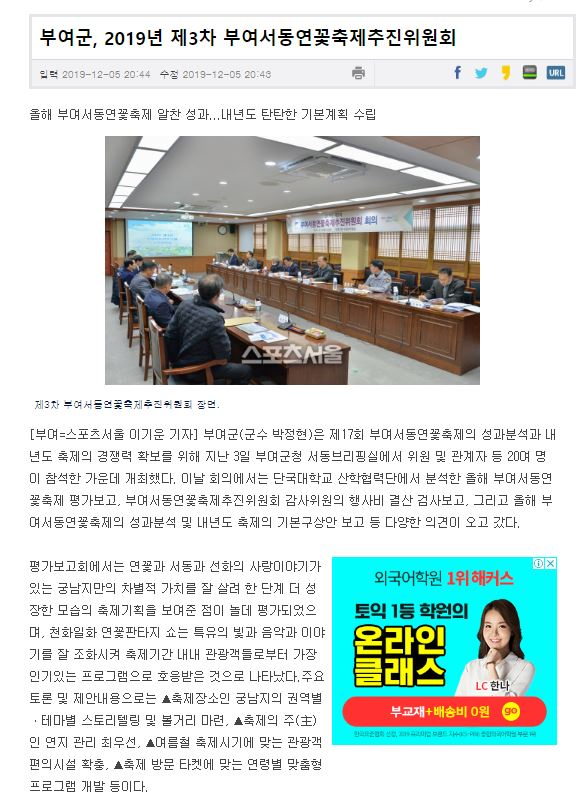 부여군, 2019년 제3차 부여서동연꽃축제추진위원회
입력 2019-12-05 20:44 수정 2019-12-05 20:43
URL
올해 부여서동연꽃축제 알찬 성과...내년도 탄탄한 기본계획 수립
부여서동연꽃축제추진위원회 회의
스포츠서울
제3차 부여서동연꽃축제추진위원회 장면.
[부여=스포츠서울 이기운 기자] 부여군(군수 박정현)은 제17회 부여서동연꽃축제의 성과분석과 내
년도 축제의 경쟁력 확보를 위해 지난 3일 부여군청 서동브리핑실에서 위원 및 관계자 등 20여 명
이 참석한 가운데 개최했다. 이날 회의에서는 단국대학교 산학협력단에서 분석한 올해 부여서동연
꽃축제 평가보고, 부여서동연꽃축제추진위원회 감사위원의 행사비 결산 검사보고, 그리고 올해 부
여서동연꽃축제의 성과분석 및 내년도 축제의 기본구상안 보고 등 다양한 의견이 오고 갔다.
평가보고회에서는 연꽃과 서동과 선화의 사랑이야기가
있는 궁남지만의 차별적 가치를 잘 살려 한 단계 더 성
장한 모습의 축제기획을 보여준 점이 높데 평가되었으
며, 천화일화 연꽃판타지 쇼는 특유의 빛과 음악과 이야
기를 잘 조화시켜 축제기간 내내 관광객들로부터 가장
인기있는 프로그램으로 호응받은 것으로 나타났다.주요
토론 및 제안내용으로는 ▲축제장소인 궁남지의 권역별
·테마별 스토리텔링 및 볼거리 마련, ▲축제의 주(主)
인 연지 관리 최우선, ▲여름철 축제시기에 맞는 관광객
편의시설 확충, ▲축제 방문 타켓에 맞는 연령별 맞춤형
프로그램 개발 등이다.
외국어학원 1위해커스
토익 1등 학원의
온라인
클래스
LC 한나
부교재+배송비 0원 go